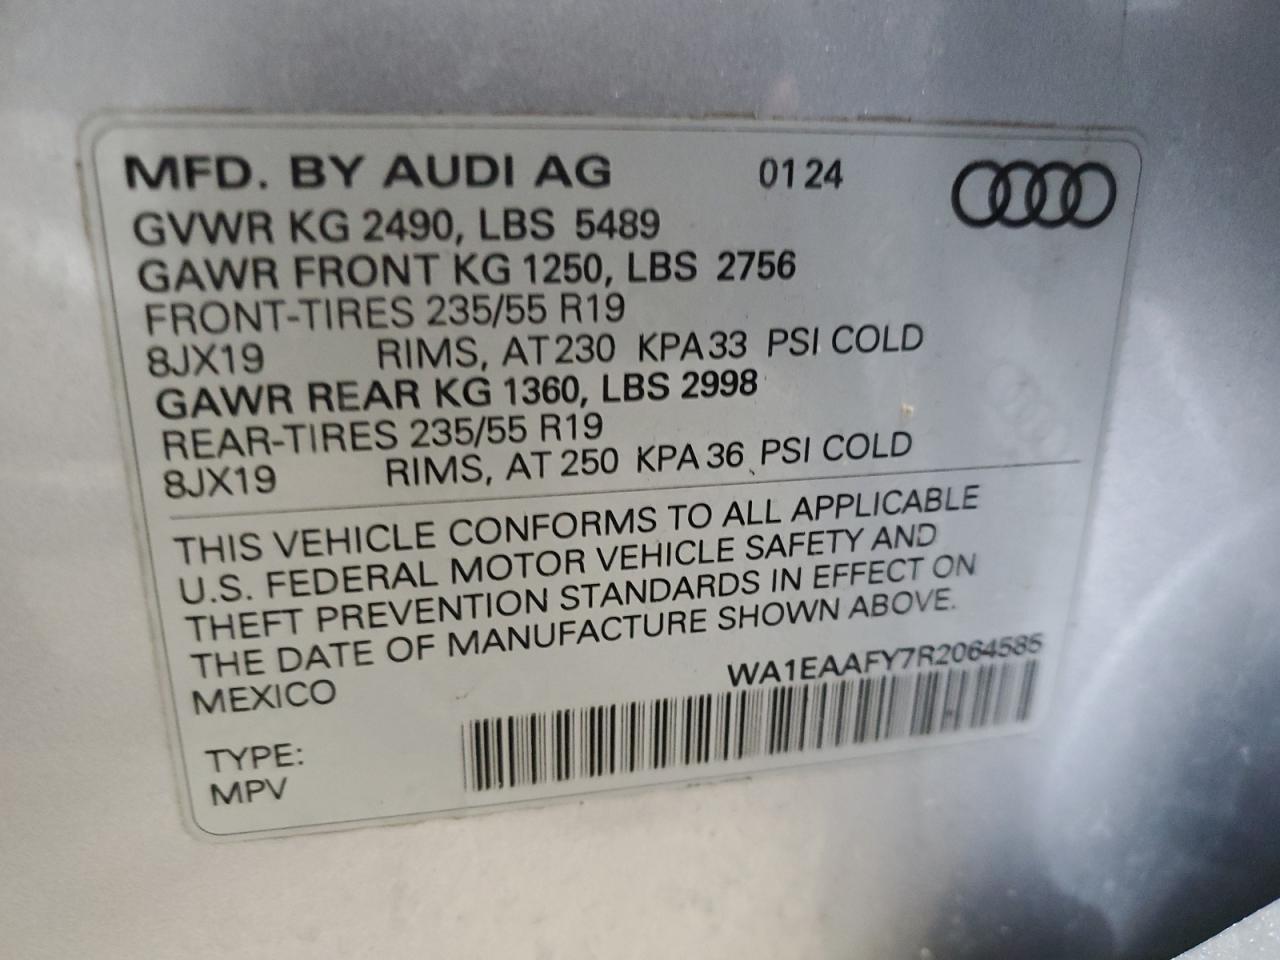 MFD. BY AUDI AG 01 24
GVWR KG 2490, LBS 5489
GAWR FRONT KG 1250, LBS 2756
FRONT-TIRES 235/55 R19
8JX19 RIMS, AT 230 KPA 33 PSI COLD
GAWR REAR KG 1360, LBS 2998
REAR-TIRES 235/55 R19
8JX19 RIMS, AT 250 KPA 36 PSI COLD
THIS VEHICLE CONFORMS TO ALL APPLICABLE
U.S. FEDERAL MOTOR VEHICLE SAFETY AND
THEFT PREVENTION STANDARDS IN EFFECT ON
THE DATE OF MANUFACTURE SHOWN ABOVE.
MEXICO WA1EAAFY7R2064585
TYPE:
MPV